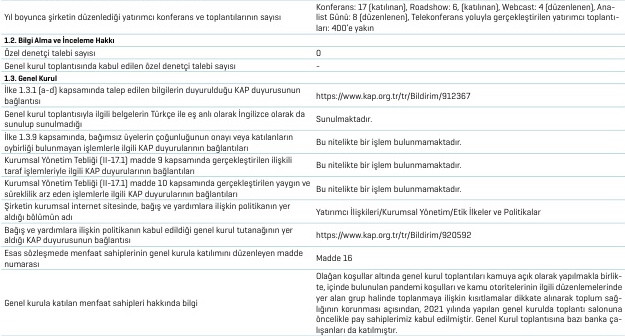 Yıl boyunca şirketin düzenlediği yatırımcı konferans ve toplantılarının sayısı
Konferans: 17 (katılınan), Roadshow: 6, (katılınan), Webcast: 4 (düzenlenen), Ana-
list Günü: 8 (düzenlenen), Telekonferans yoluyla gerçekleştirilen yatırımcı toplantı-
ları: 400'e yakın
1.2. Bilgi Alma ve İnceleme Hakkı
Özel denetçi talebi sayısı
0
Genel kurul toplantısında kabul edilen özel denetçi talebi sayısı
-
1.3. Genel Kurul
İlke 1.3.1 (a-d) kapsamında talep edilen bilgilerin duyurulduğu KAP duyurusunun
bağlantısı
https://www.kap.org.tr/tr/Bildirim/912367
Genel kurul toplantısıyla ilgili belgelerin Türkçe ile eş anlı olarak İngilizce olarak da
sunulup sunulmadığı
Sunulmaktadır.
İlke 1.3.9 kapsamında, bağımsız üyelerin çoğunluğunun onayı veya katılanların
oybirliği bulunmayan işlemlerle ilgili KAP duyurularının bağlantıları
Bu nitelikte bir işlem bulunmamaktadır.
Kurumsal Yönetim Tebliği (II-17.1) madde 9 kapsamında gerçekleştirilen ilişkili
taraf işlemleriyle ilgili KAP duyurularının bağlantıları
Bu nitelikte bir işlem bulunmamaktadır.
Kurumsal Yönetim Tebliği (II-17.1) madde 10 kapsamında gerçekleştirilen yaygın ve
süreklilik arz eden işlemlerle ilgili KAP duyurularının bağlantıları
Bu nitelikte bir işlem bulunmamaktadır.
Şirketin kurumsal internet sitesinde, bağış ve yardımlara ilişkin politikanın yer
aldığı bölümün adı
Yatırımcı İlişkileri/Kurumsal Yönetim/Etik İlkeler ve Politikalar
Bağış ve yardımlara ilişkin politikanın kabul edildiği genel kurul tutanağının yer
aldığı KAP duyurusunun bağlantısı
https://www.kap.org.tr/tr/Bildirim/920592
Esas sözleşmede menfaat sahiplerinin genel kurula katılımını düzenleyen madde
numarası
Madde 16
Genel kurula katılan menfaat sahipleri hakkında bilgi
Olağan koşullar altında genel kurul toplantıları kamuya açık olarak yapılmakla birlik-
te, içinde bulunulan pandemi koşulları ve kamu otoritelerinin ilgili düzenlemelerinde
yer alan grup halinde toplanmaya ilişkin kısıtlamalar dikkate alınarak toplum sağ-
lığının korunması açısından, 2021 yılında yapılan genel kurulda toplantı salonuna
öncelikle pay sahiplerimiz kabul edilmiştir. Genel Kurul toplantısına bazı banka ça-
lışanları da katılmıştır.